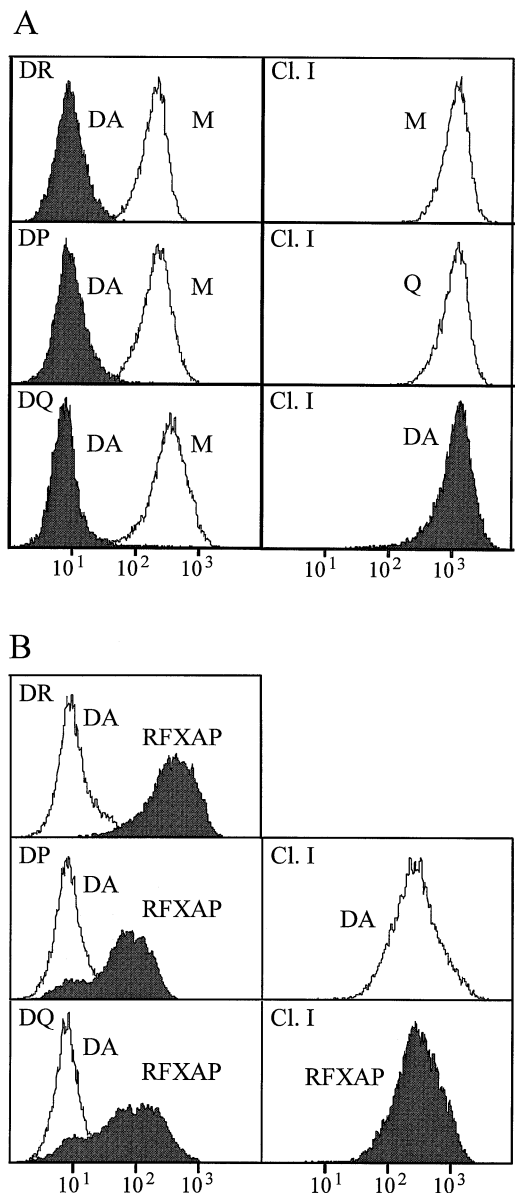 A
DR
DA
M
Cl. I
M
DP
DA
M
Cl. I
Q
DQ
DA
M
Cl. I
DA
10¹ 10² 10³ 10¹ 10² 10³
B
DR
DA
RFXAP
DP
DA
RFXAP
Cl. I
DA
DQ
DA
RFXAP
Cl. I
RFXAP
10¹ 10² 10³ 10¹ 10² 10³